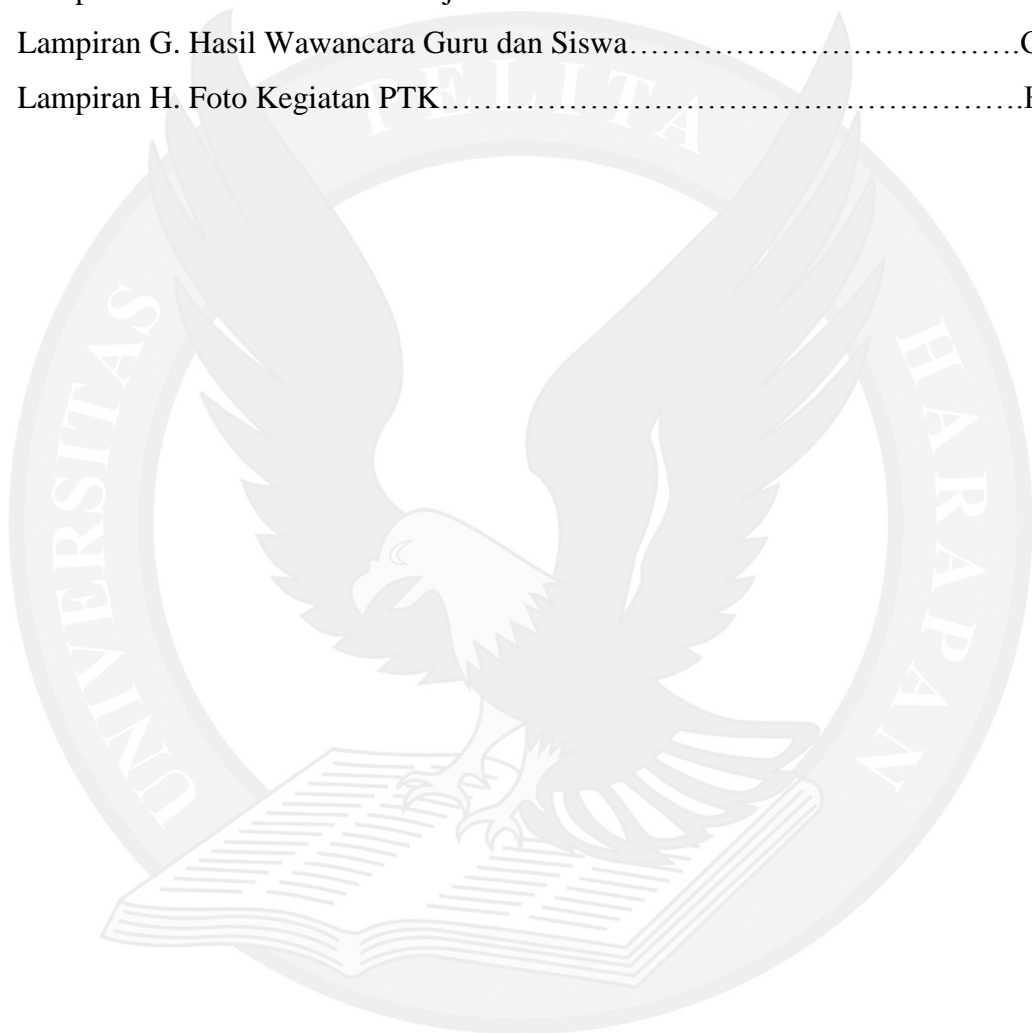 Lampiran G. Hasil Wawancara Guru dan Siswa……………………………….
Lampiran H. Foto Kegiatan PTK……………………………………………….
UNIVERSITAS PELITA HARAPAN